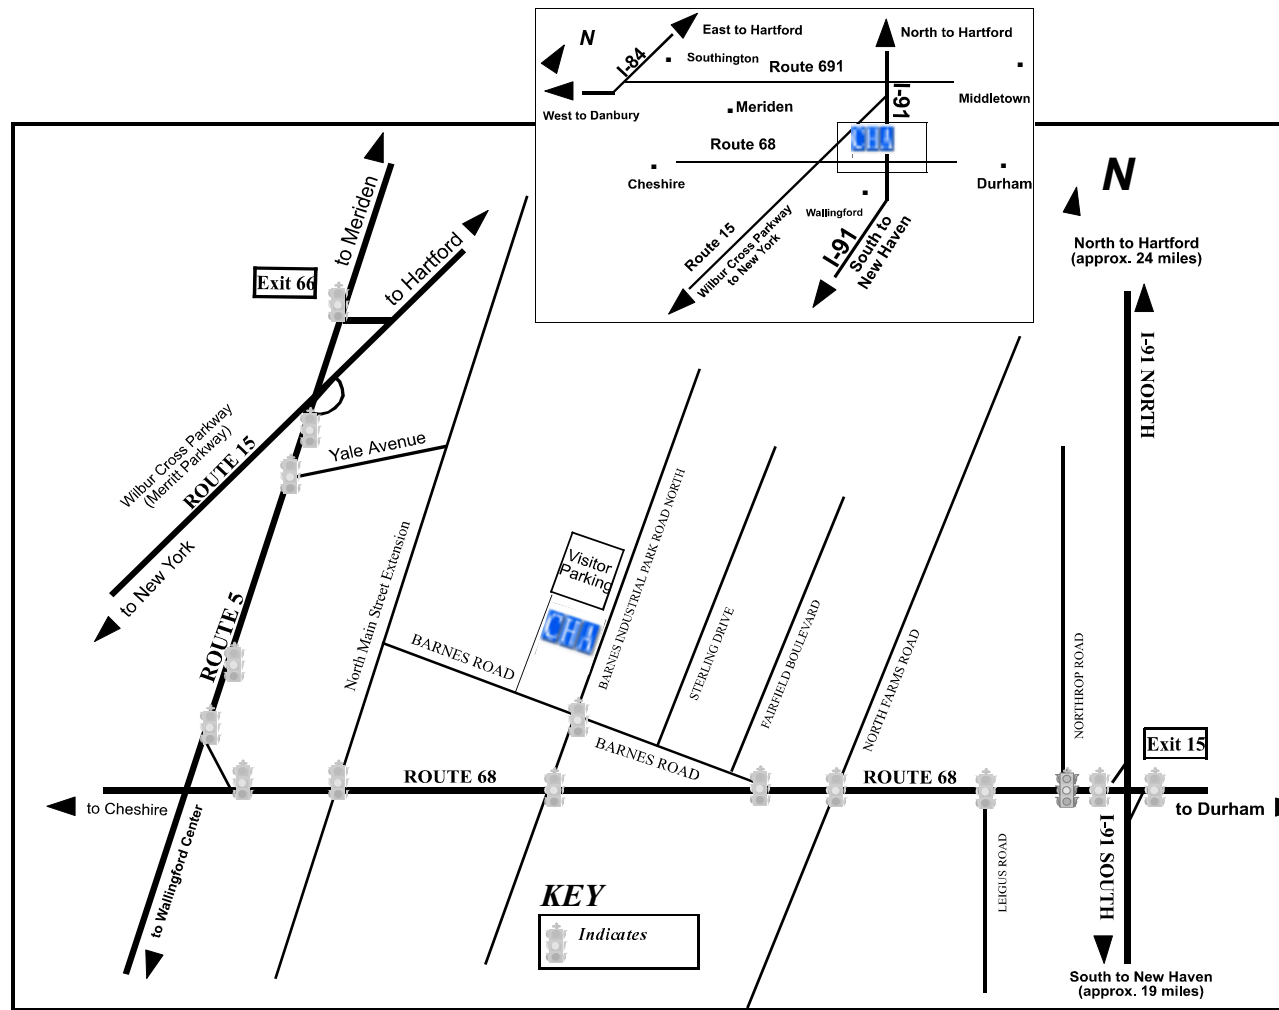 N
East to Hartford
North to Hartford
I-84
Southington
Route 691
I-91
West to Danbury
Meriden
Middletown
Route 68
CHA
Cheshire
Durham
Wallingford
Route 15
Wilbur Cross Parkway
to New York
I-91
South to
New Haven
N
North to Hartford
(approx. 24 miles)
to Meriden
to Hartford
Exit 66
I-91 NORTH
Wilbur Cross Parkway
(Merritt Parkway)
ROUTE 15
to New York
Yale Avenue
North Main Street Extension
Visitor
Parking
CHA
BARNES INDUSTRIAL PARK ROAD NORTH
ROUTE 5
BARNES ROAD
STERLING DRIVE
FAIRFIELD BOULEVARD
NORTH FARMS ROAD
NORTHROP ROAD
BARNES ROAD
Exit 15
ROUTE 68
ROUTE 68
to Cheshire
to Durham
to Wallingford Center
LEIGUS ROAD
I-91 SOUTH
KEY
Indicates
South to New Haven
(approx. 19 miles)